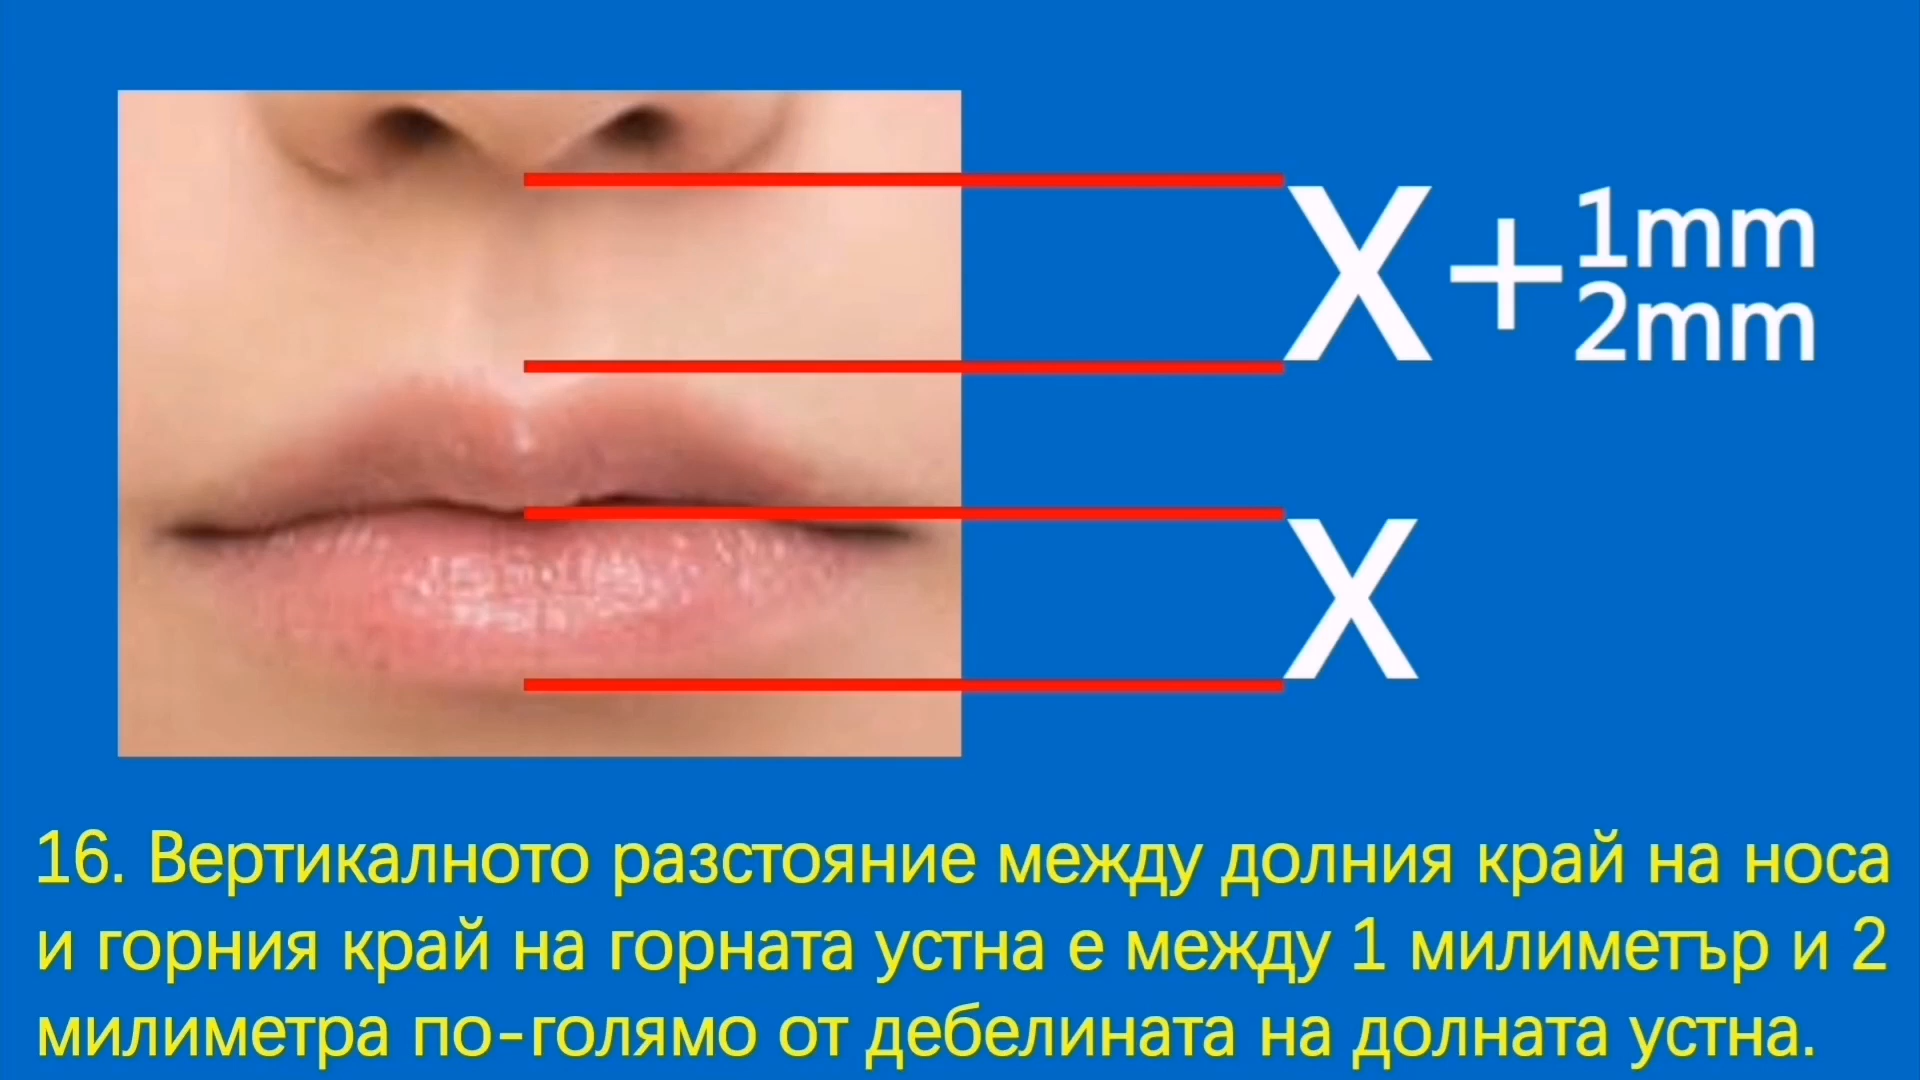 X+1mm
2mm
X
16. Вертикалното разстояние между долния край на носа
и горния край на горната устна е между 1 милиметър и 2
милиметра по-голямо от дебелината на долната устна.